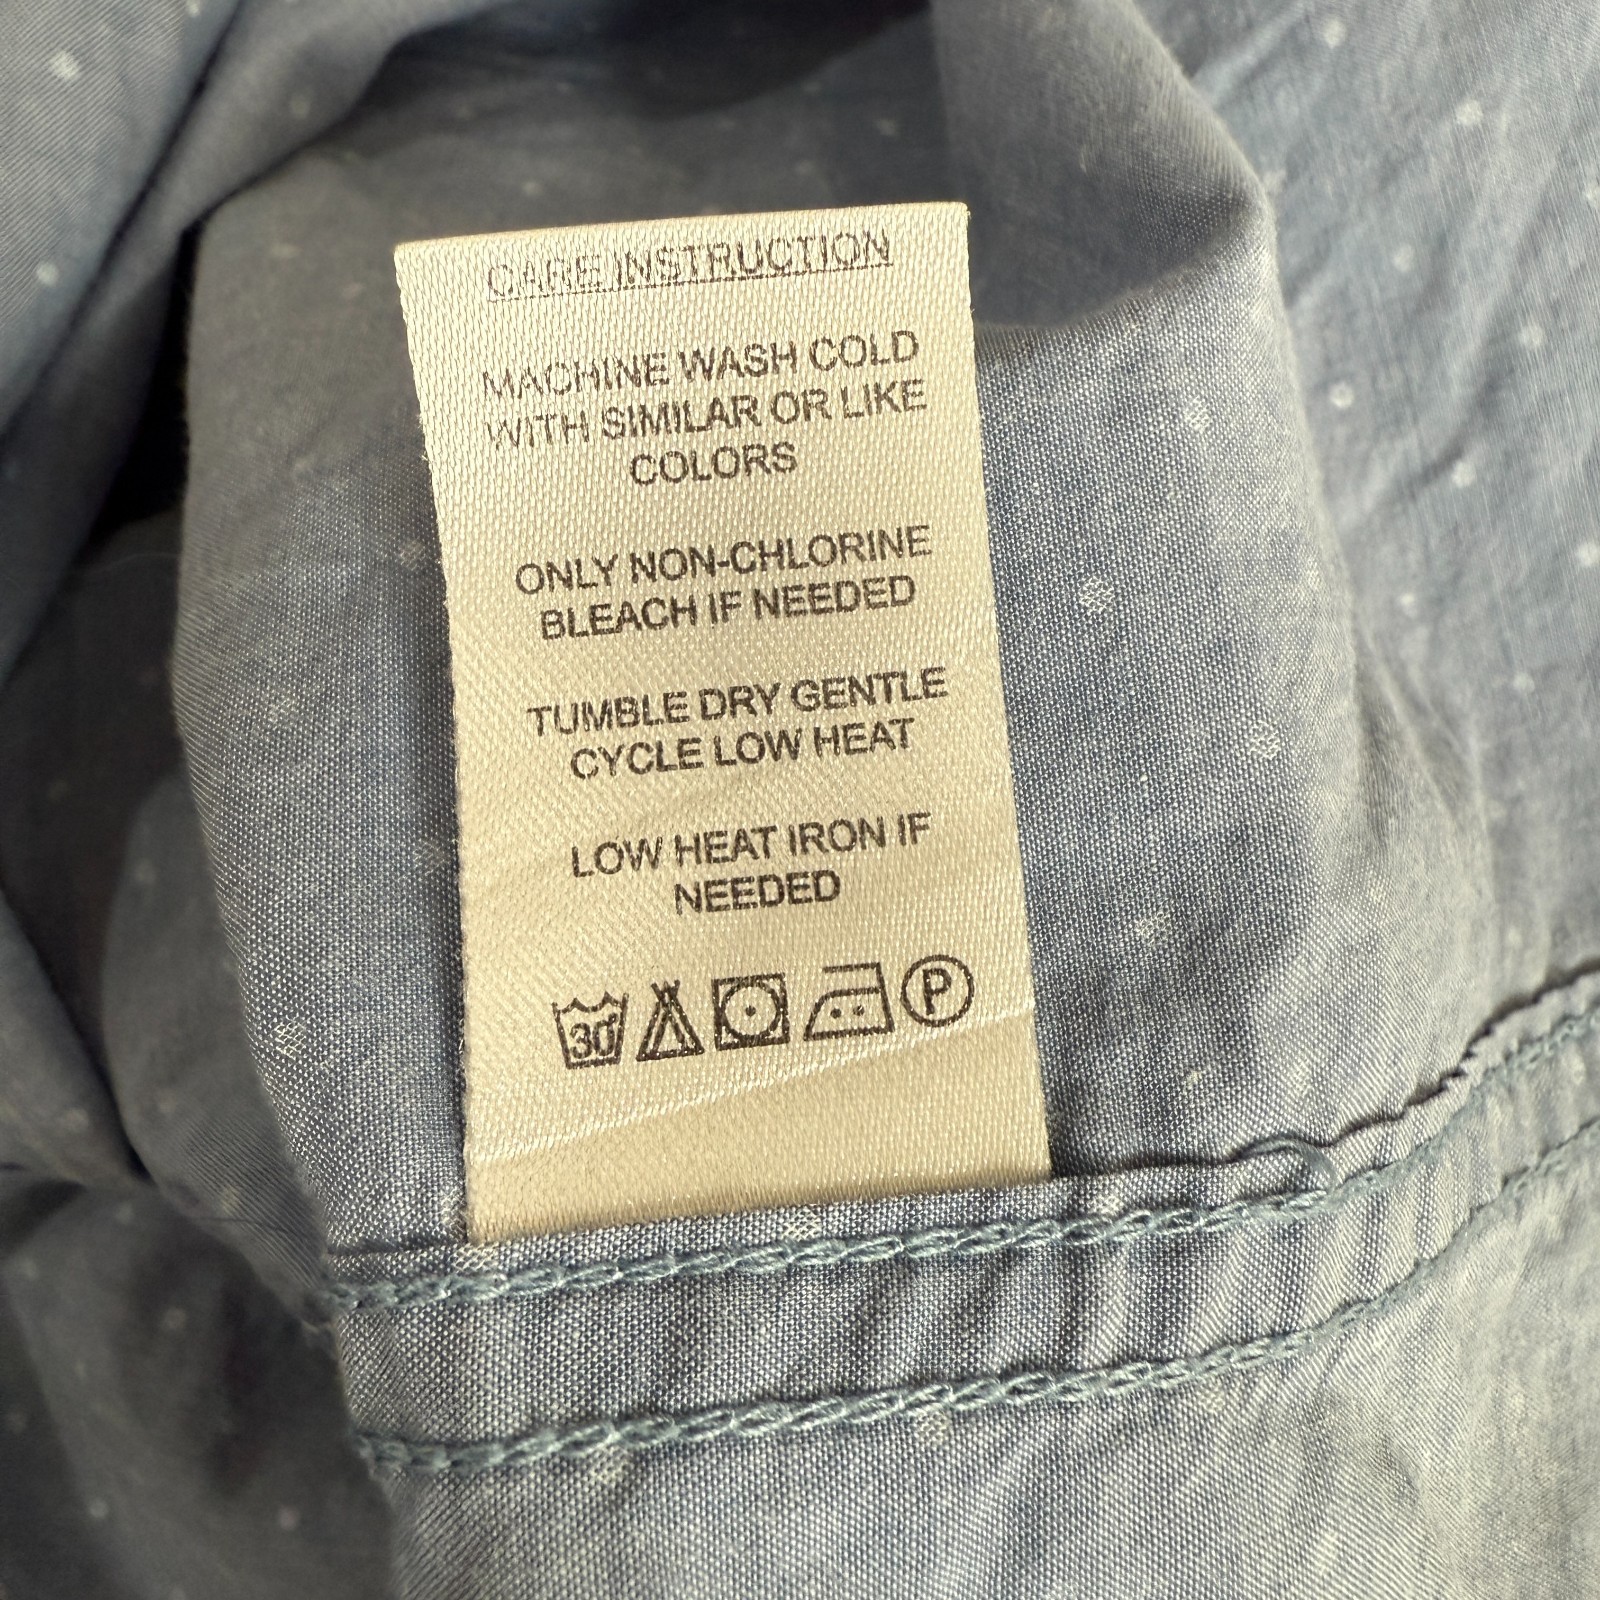 CARE INSTRUCTION
MACHINE WASH COLD
WITH SIMILAR OR LIKE
COLORS
ONLY NON-CHLORINE
BLEACH IF NEEDED
TUMBLE DRY GENTLE
CYCLE LOW HEAT
LOW HEAT IRON IF
NEEDED
30 P